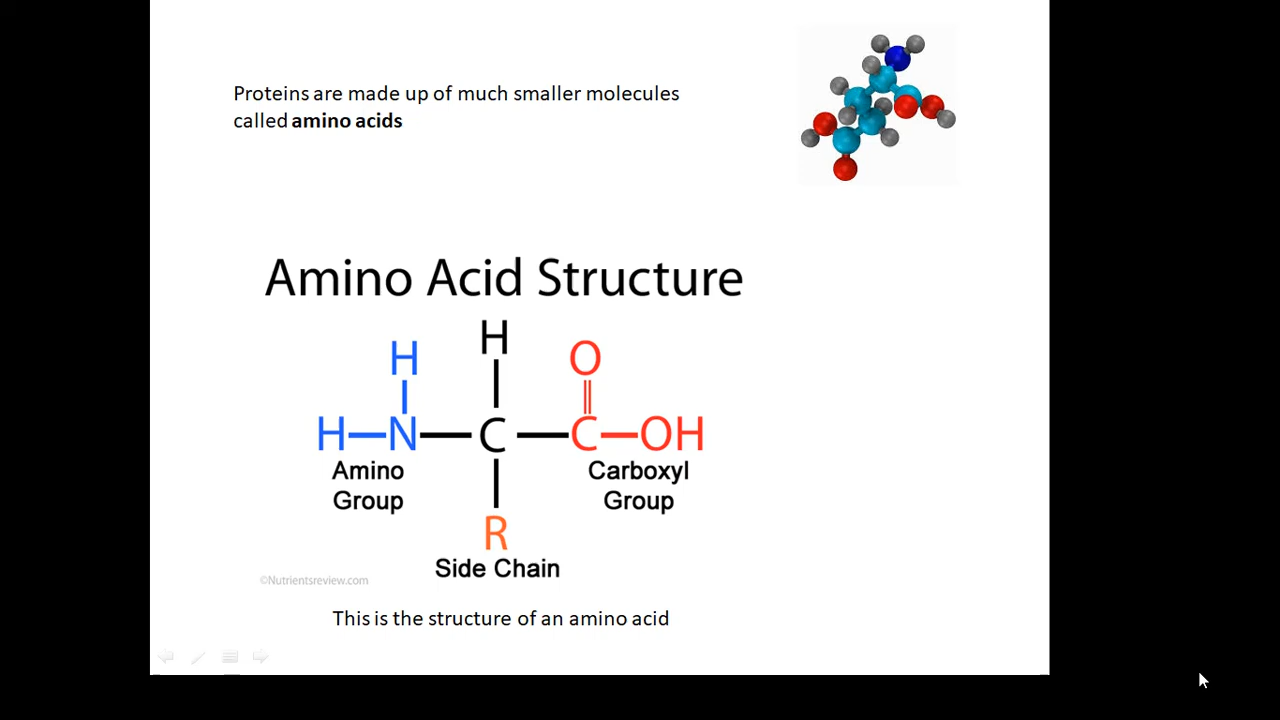 Proteins are made up of much smaller molecules
called amino acids
Amino Acid Structure
H
H
O
H N C C OH
Amino
Group
Carboxyl
Group
R
Side Chain
©Nutrientsreview.com
This is the structure of an amino acid